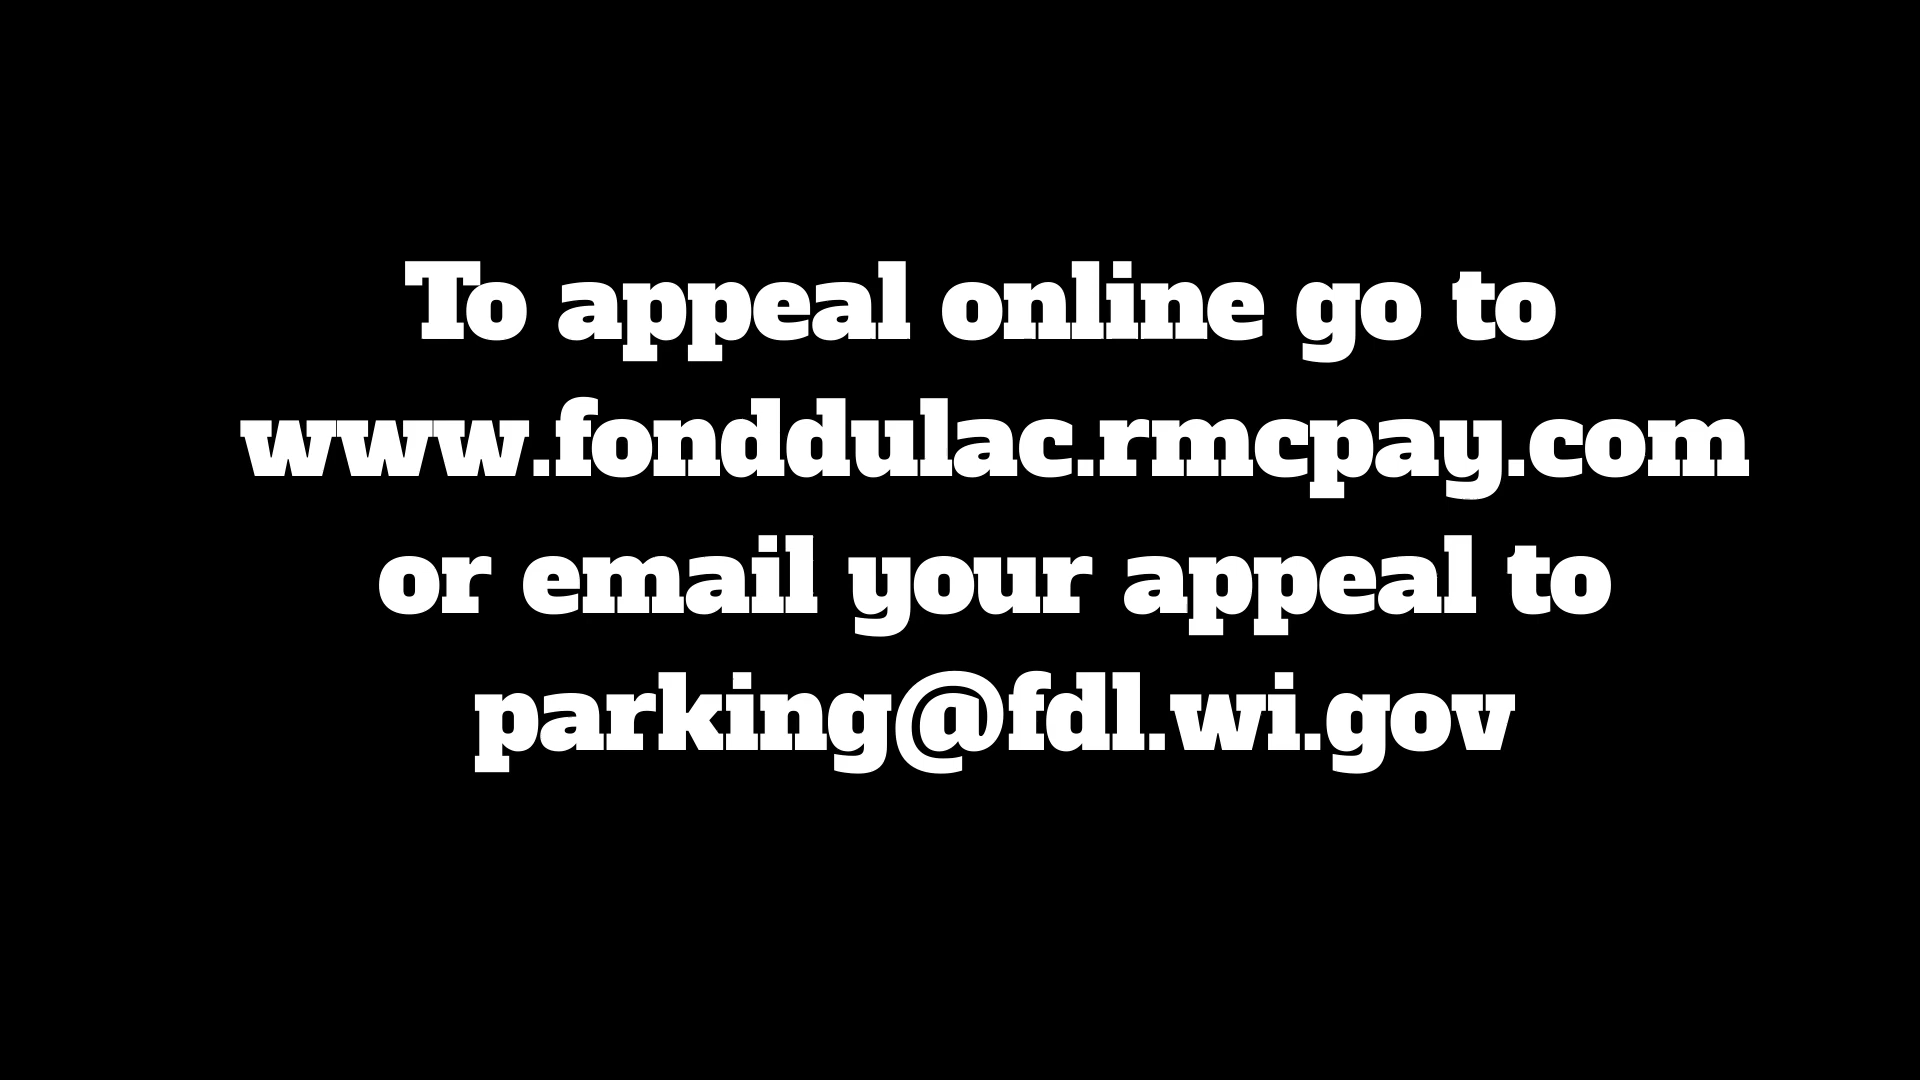 To appeal online go to
www.fonddulac.rmcpay.com
or email your appeal to
parking@fdl.wi.gov